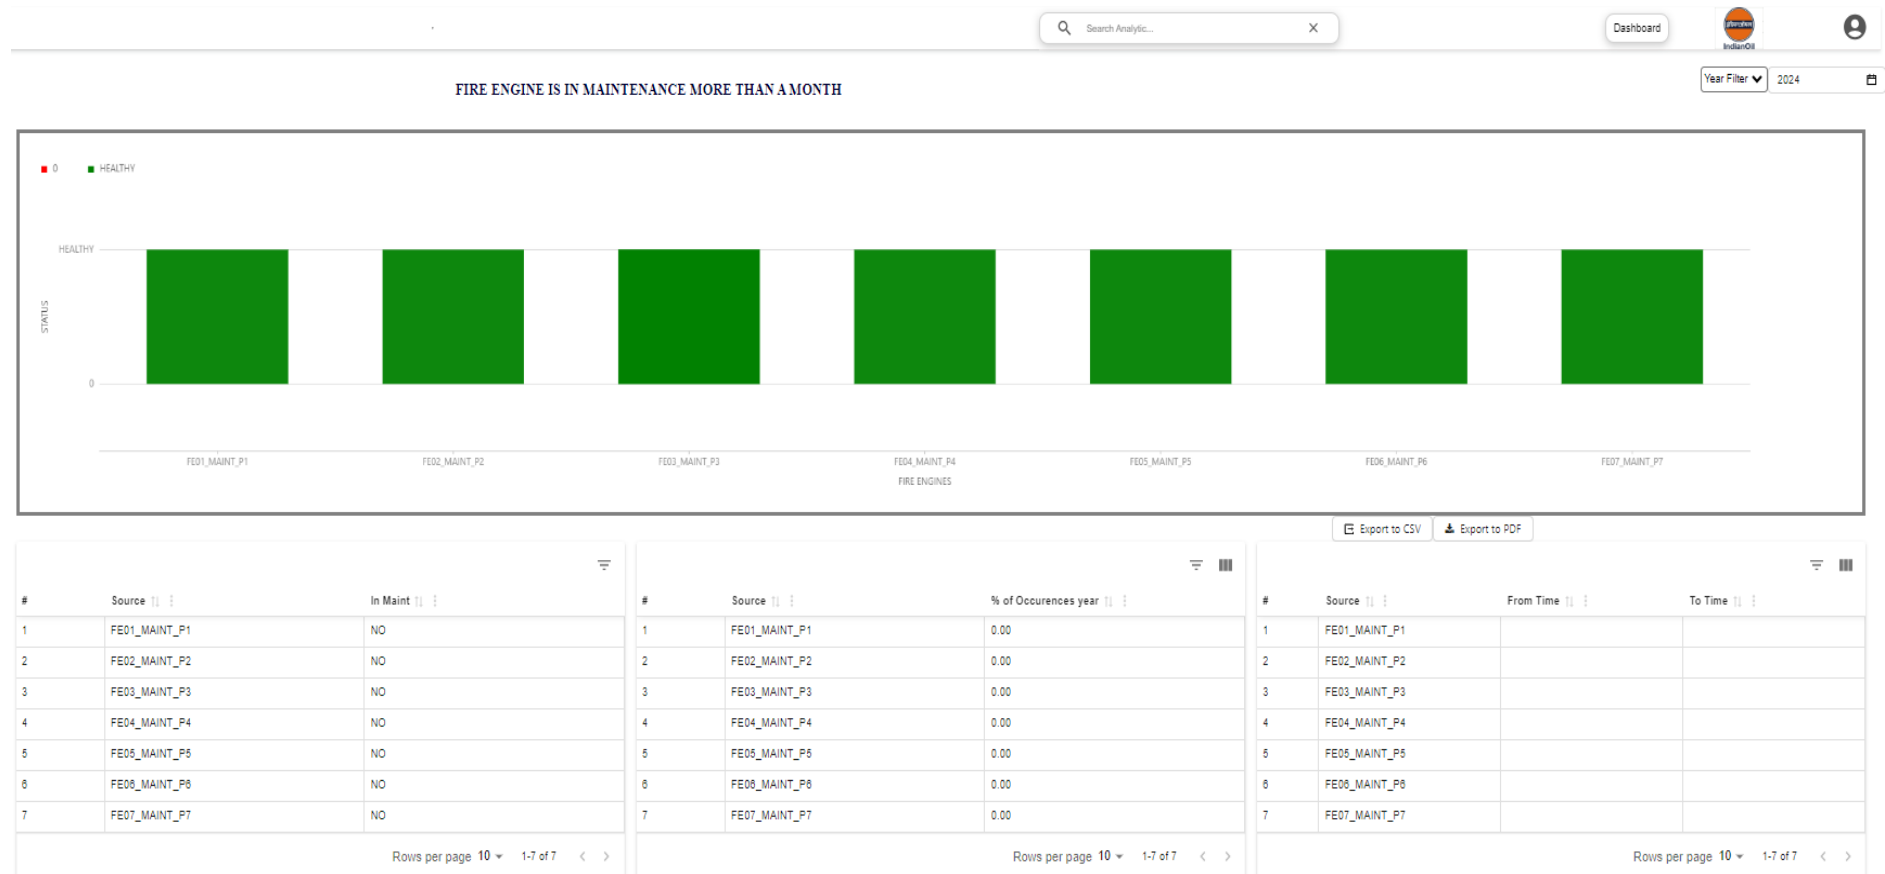 Search Analytic...
Dashboard
IndianOil
Year Filter 2024
FIRE ENGINE IS IN MAINTENANCE MORE THAN A MONTH
0 HEALTHY
HEALTHY
STATUS
0
FE01_MAINT_P1 FE02_MAINT_P2 FE03_MAINT_P3 FE04_MAINT_P4 FE05_MAINT_P5 FE06_MAINT_P6 FE07_MAINT_P7
FIRE ENGINES
Export to CSV Export to PDF
# Source In Maint
1 FE01_MAINT_P1 NO
2 FE02_MAINT_P2 NO
3 FE03_MAINT_P3 NO
4 FE04_MAINT_P4 NO
5 FE05_MAINT_P5 NO
6 FE06_MAINT_P6 NO
7 FE07_MAINT_P7 NO
Rows per page 10 1-7 of 7
# Source % of Occurences year
1 FE01_MAINT_P1 0.00
2 FE02_MAINT_P2 0.00
3 FE03_MAINT_P3 0.00
4 FE04_MAINT_P4 0.00
5 FE05_MAINT_P5 0.00
6 FE06_MAINT_P6 0.00
7 FE07_MAINT_P7 0.00
Rows per page 10 1-7 of 7
# Source From Time To Time
1 FE01_MAINT_P1
2 FE02_MAINT_P2
3 FE03_MAINT_P3
4 FE04_MAINT_P4
5 FE05_MAINT_P5
6 FE06_MAINT_P6
7 FE07_MAINT_P7
Rows per page 10 1-7 of 7